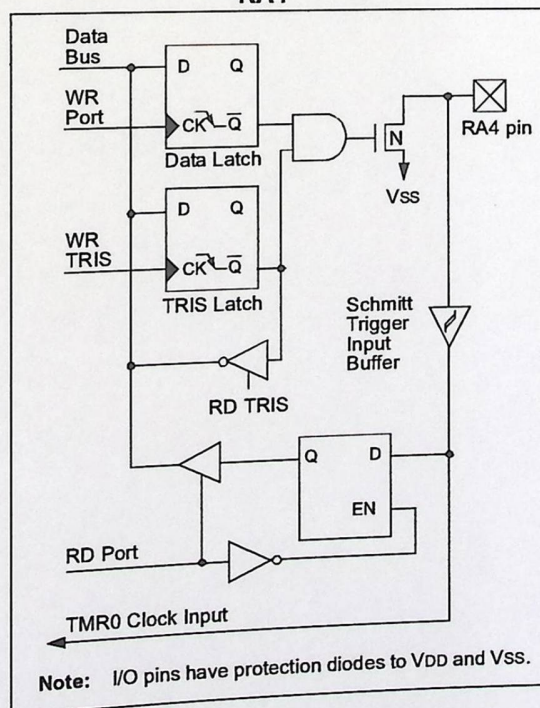 Data
Bus
D Q
WR
Port
CK Q
Data Latch
N
RA4 pin
VSS
D Q
WR
TRIS
CK Q
TRIS Latch
Schmitt
Trigger
Input
Buffer
RD TRIS
Q D
EN
RD Port
TMR0 Clock Input
Note: I/O pins have protection diodes to VDD and VSS.